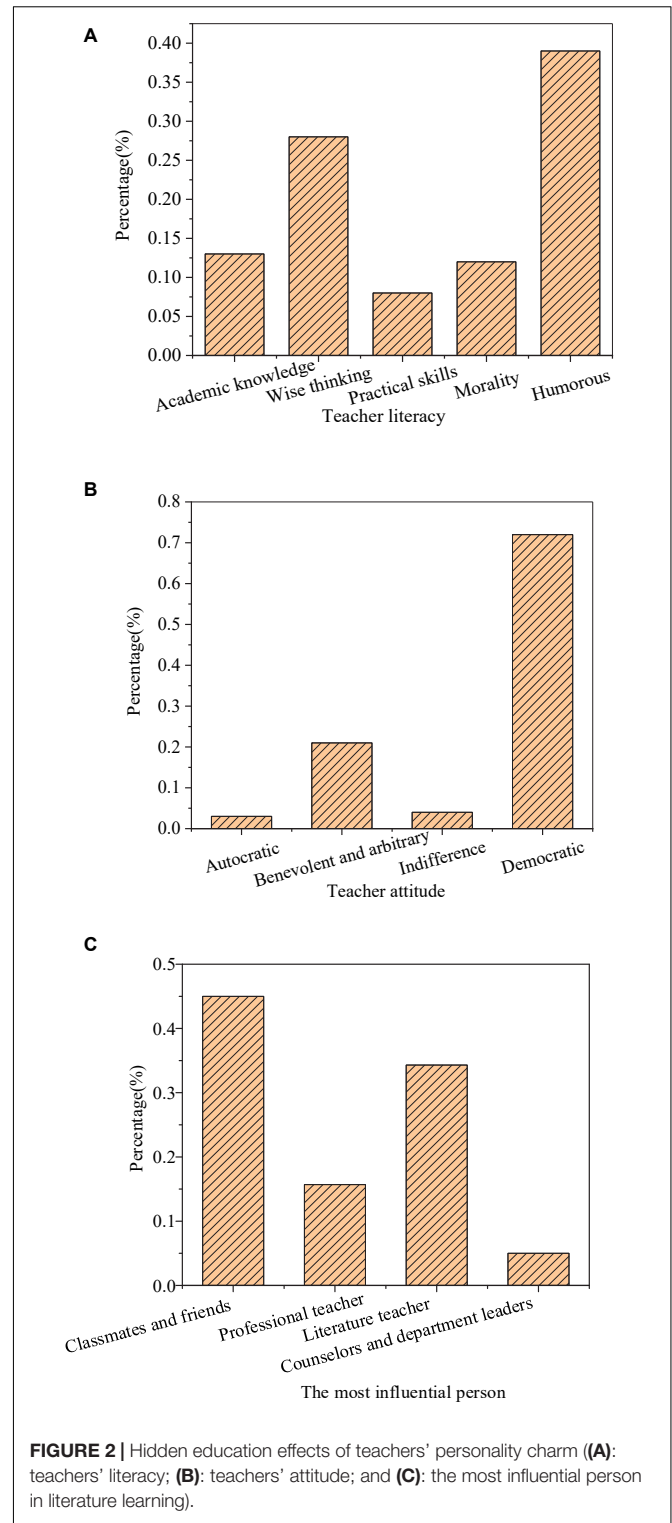 A
0.40
0.35
0.30
0.25
0.20
0.15
0.10
0.05
0.00
Percentage(%)
Academic knowledge
Wise thinking
Practical skills
Morality
Humorous
Teacher literacy
B
0.8
0.7
0.6
0.5
0.4
0.3
0.2
0.1
0.0
Percentage(%)
Autocratic
Benevolent and arbitrary
Indifference
Democratic
Teacher attitude
C
0.5
0.4
0.3
0.2
0.1
0.0
Percentage(%)
Classmates and friends
Professional teacher
Literature teacher
Counselors and department leaders
The most influential person
FIGURE 2 | Hidden education effects of teachers’ personality charm ((A):
teachers’ literacy; (B): teachers’ attitude; and (C): the most influential person
in literature learning).